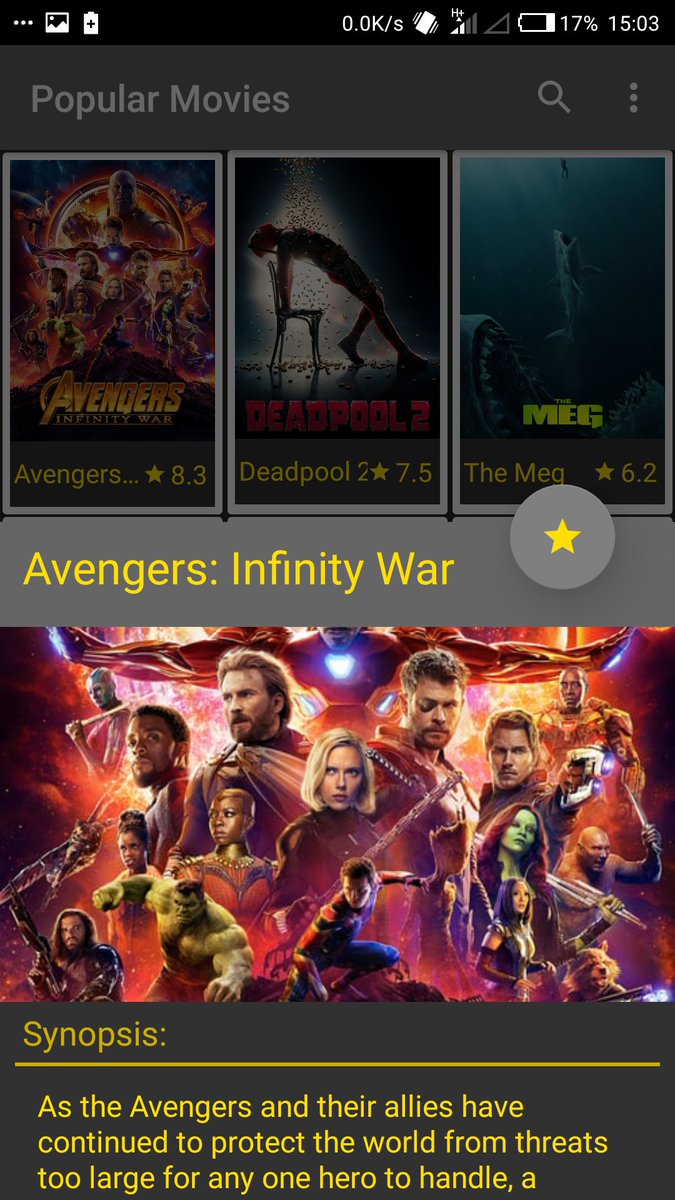 0.0K/s H+ 17% 15:03
Popular Movies
AVENGERS
INFINITY WAR
DEADPOOL 2
THE
MEG
Avengers... ★ 8.3
Deadpool 2 ★ 7.5
The Meg ★ 6.2
Avengers: Infinity War
Synopsis:
As the Avengers and their allies have
continued to protect the world from threats
too large for any one hero to handle, a